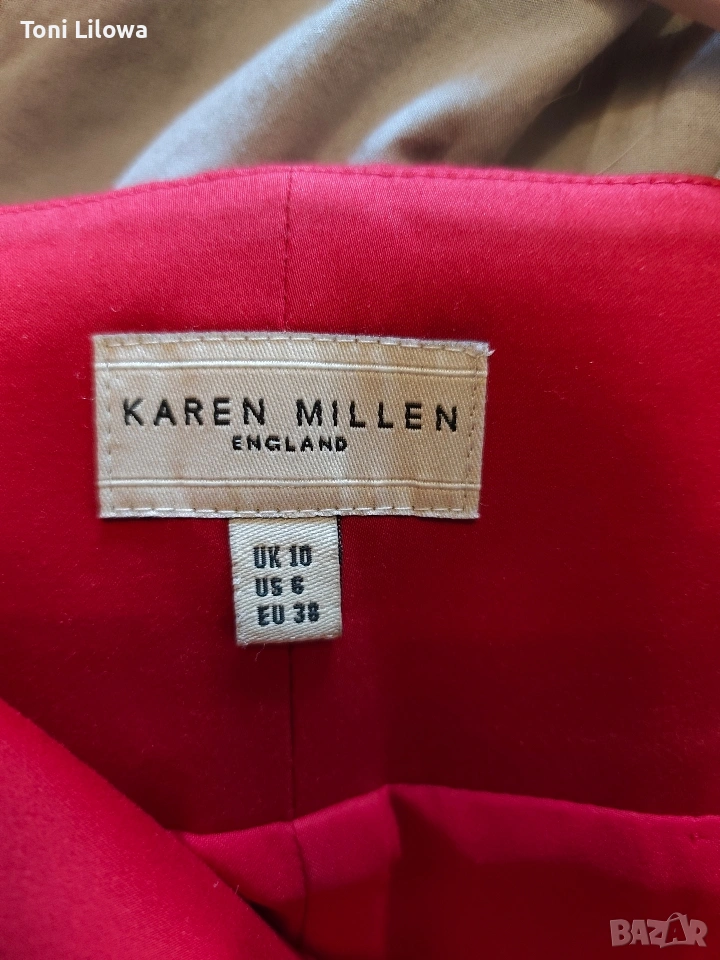 Toni Lilowa
KAREN MILLEN
ENGLAND
UK 10
US 6
EU 38
BAZAR